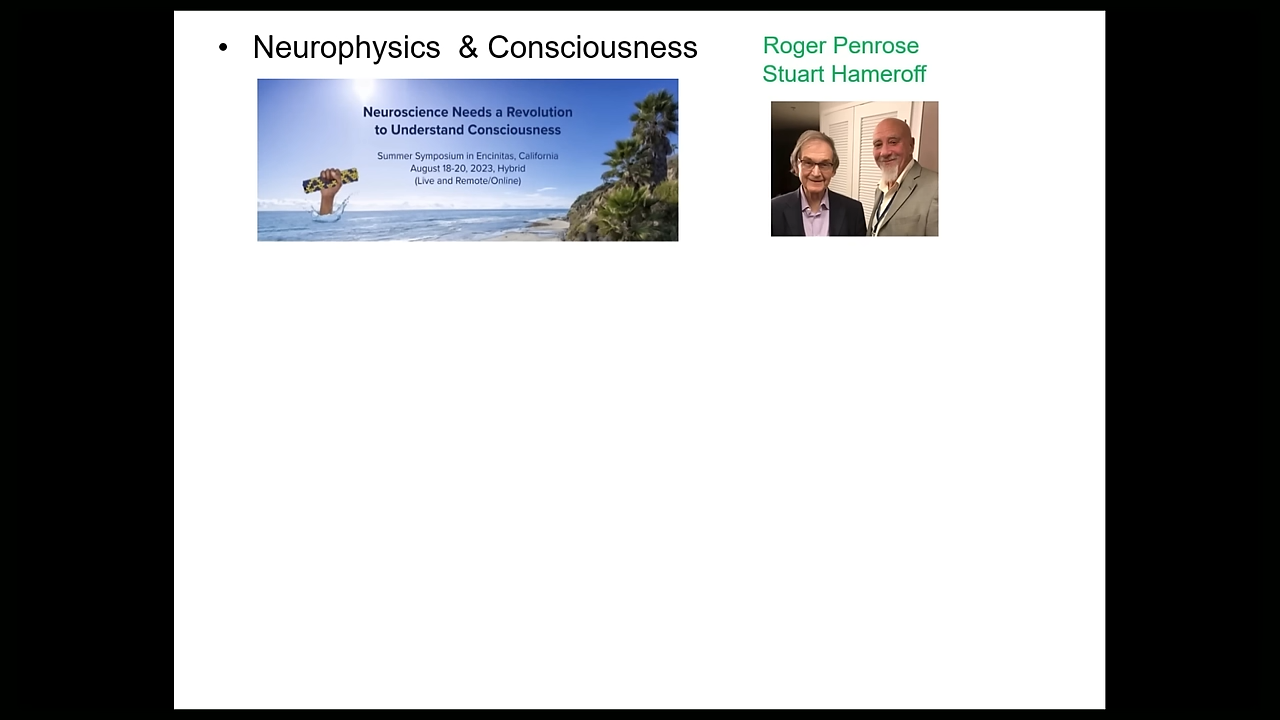 • Neurophysics & Consciousness
Roger Penrose
Stuart Hameroff
Neuroscience Needs a Revolution
to Understand Consciousness
Summer Symposium in Encinitas, California
August 18-20, 2023, Hybrid
(Live and Remote/Online)